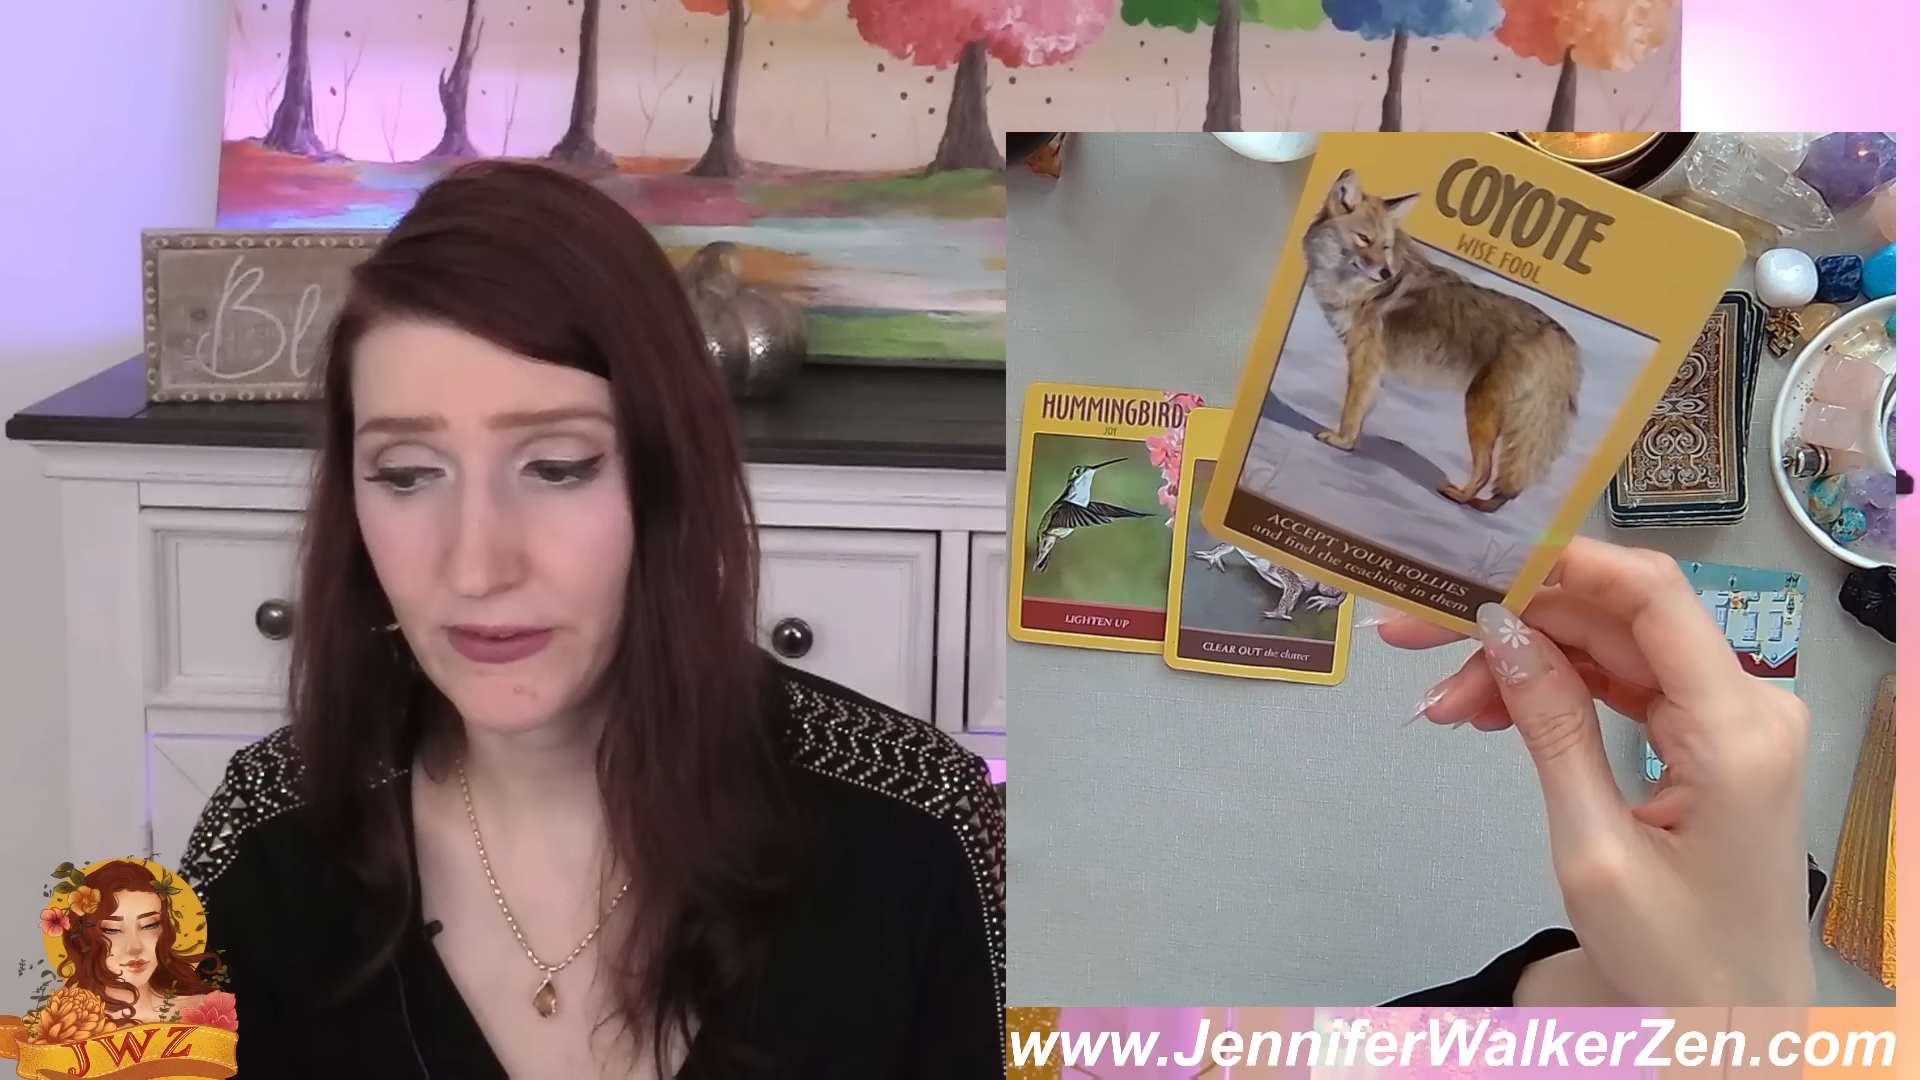 Bl
COYOTE
WISE FOOL
ACCEPT YOUR FOLLIES
and find the teaching in them
HUMMINGBIRD
JOY
LIGHTEN UP
CLEAR OUT the clutter
JWZ
www.JenniferWalkerZen.com